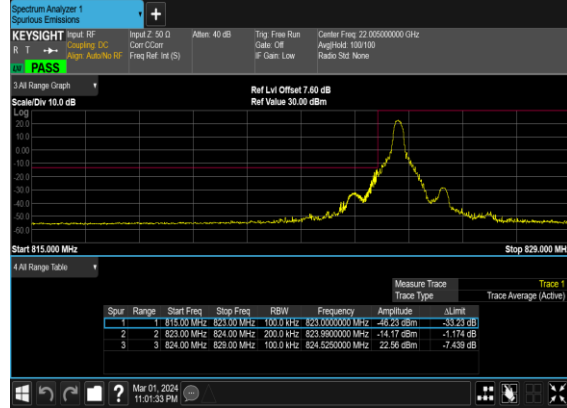 Spectrum Analyzer 1
Spurious Emissions
KEYSIGHT Input: RF Input Z: 50 Ω Atten: 40 dB Trig: Free Run Center Freq: 22.005000000 GHz
R T Coupling: DC Corr CCorr Gate: Off Avg|Hold: 100/100
Align: Auto/No RF Freq Ref: Int (S) IF Gain: Low Radio Std: None
PASS
3 All Range Graph
Ref Lvl Offset 7.60 dB
Scale/Div 10.0 dB Ref Value 30.00 dBm
Log
20.0
10.0
0.00
-10.0
-20.0
-30.0
-40.0
-50.0
-60.0
Start 815.000 MHz Stop 829.000 MHz
4 All Range Table
Measure Trace Trace 1
Trace Type Trace Average (Active)
Spur Range Start Freq Stop Freq RBW Frequency Amplitude ΔLimit
1 1 815.00 MHz 823.00 MHz 100.0 kHz 823.0000000 MHz -46.23 dBm -33.23 dB
2 2 823.00 MHz 824.00 MHz 200.0 kHz 823.9900000 MHz -14.17 dBm -1.174 dB
3 3 824.00 MHz 829.00 MHz 100.0 kHz 824.5250000 MHz 22.56 dBm -7.439 dB
? Mar 01, 2024
11:01:33 PM